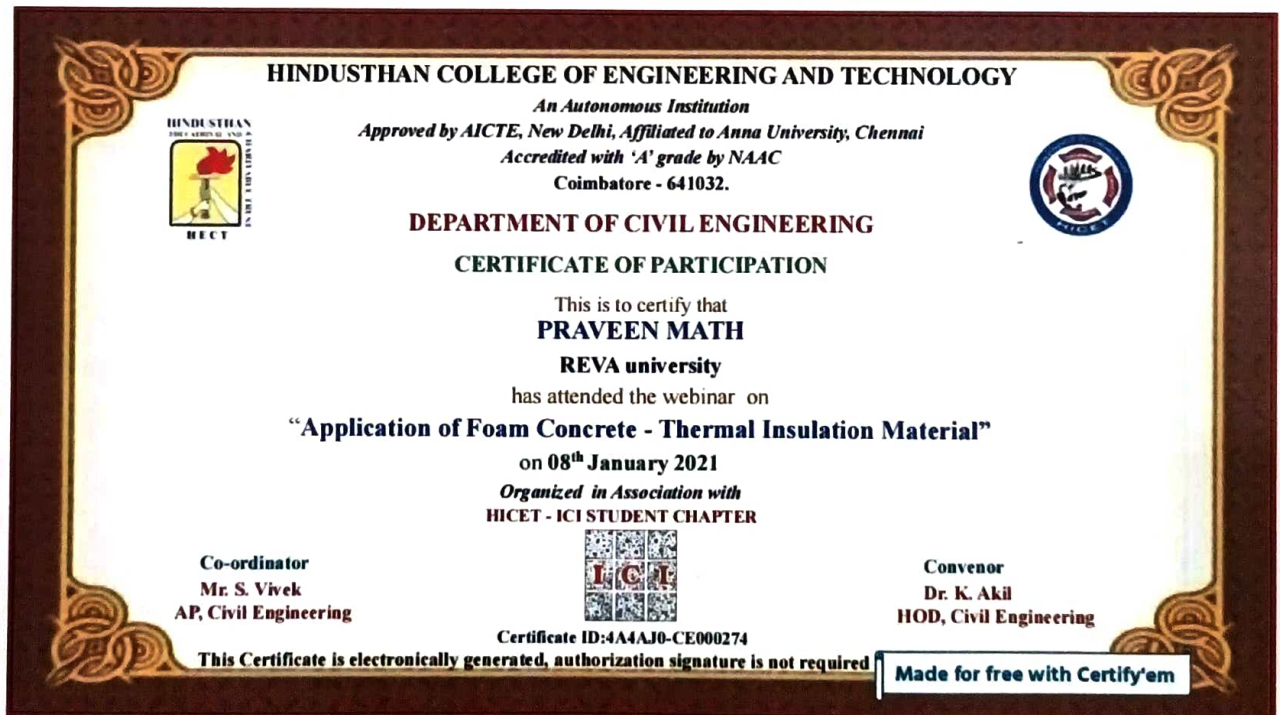 HINDUSTHAN COLLEGE OF ENGINEERING AND TECHNOLOGY
An Autonomous Institution
Approved by AICTE, New Delhi, Affiliated to Anna University, Chennai
Accredited with ‘A’ grade by NAAC
Coimbatore - 641032.
HINDUSTHAN
HECT
HICET
DEPARTMENT OF CIVIL ENGINEERING
CERTIFICATE OF PARTICIPATION
This is to certify that
PRAVEEN MATH
REVA university
has attended the webinar on
“Application of Foam Concrete - Thermal Insulation Material”
on 08th January 2021
Organized in Association with
HICET - ICI STUDENT CHAPTER
ICI
Co-ordinator
Mr. S. Vivek
AP, Civil Engineering
Convenor
Dr. K. Akil
HOD, Civil Engineering
Certificate ID:4A4AJ0-CE000274
This Certificate is electronically generated, authorization signature is not required
Made for free with Certify'em